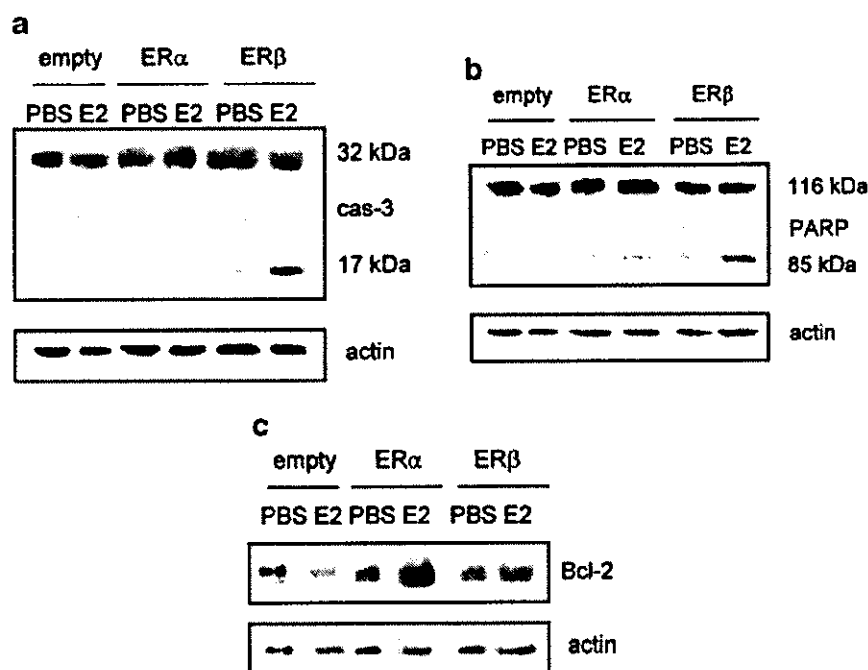 a
empty ERα ERβ
PBS E2 PBS E2 PBS E2
32 kDa
cas-3
17 kDa
actin
b
empty ERα ERβ
PBS E2 PBS E2 PBS E2
116 kDa
PARP
85 kDa
actin
c
empty ERα ERβ
PBS E2 PBS E2 PBS E2
Bcl-2
actin